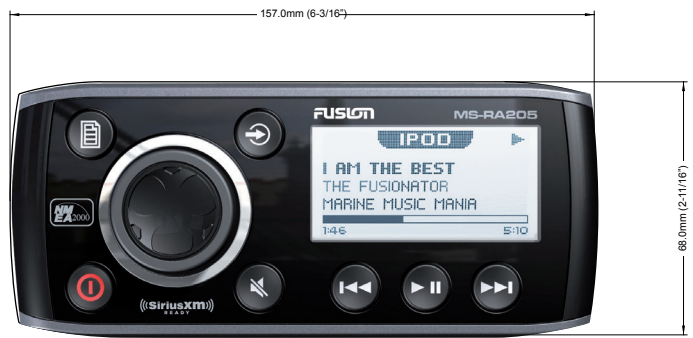 157.0mm (6-3/16")
FUSION
MS-RA205
IPOD
I AM THE BEST
THE FUSIONATOR
MARINE MUSIC MANIA
1:46 5:10
NMEA 2000
((SiriusXM))
READY
68.0mm (2-11/16")